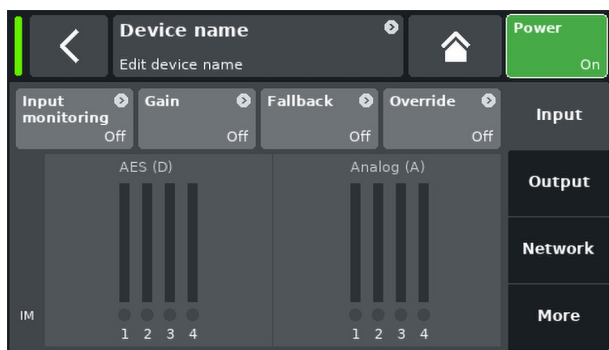 Device name
Edit device name
Power
On
Input
monitoring
Off
Gain
Off
Fallback
Off
Override
Off
Input
Output
Network
More
AES (D)
Analog (A)
IM
1 2 3 4
1 2 3 4